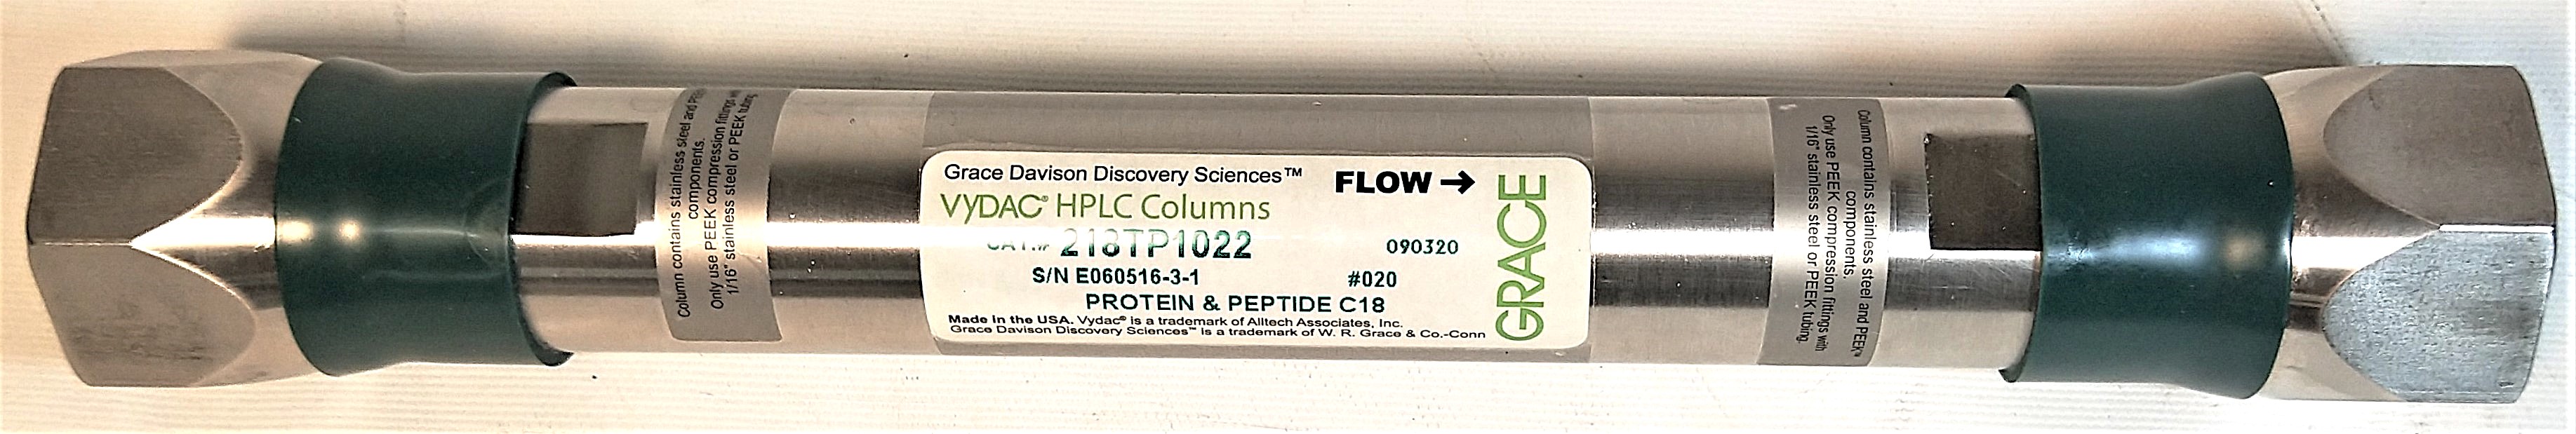 Column contains stainless steel and PEEK
components.
Only use PEEK compression fittings with
1/16" stainless steel or PEEK tubing
Grace Davison Discovery Sciences™
FLOW →
VYDAC® HPLC Columns
CAT.# 218TP1022
090320
S/N E060516-3-1
#020
PROTEIN & PEPTIDE C18
Made in the USA. Vydac® is a trademark of Alltech Associates, Inc.
Grace Davison Discovery Sciences™ is a trademark of W. R. Grace & Co.-Conn
GRACE
Column contains stainless steel and PEEK™
components.
Only use PEEK compression fittings with
1/16" stainless steel or PEEK tubing.